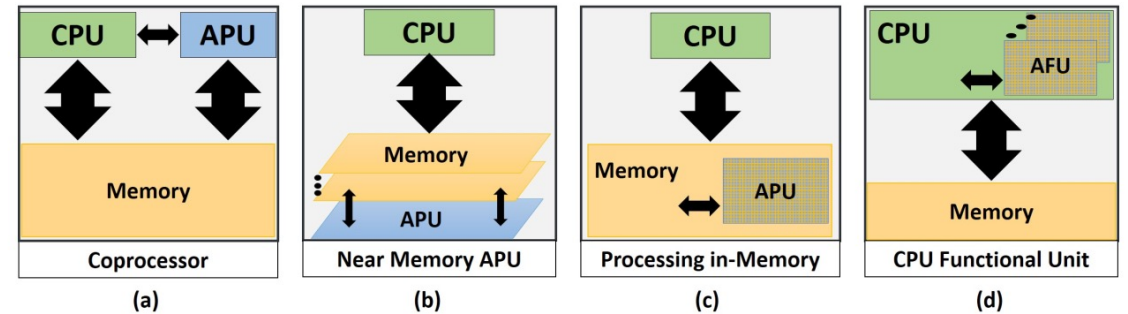 CPU
APU
Memory
Coprocessor
(a)
CPU
Memory
APU
Near Memory APU
(b)
CPU
Memory
APU
Processing in-Memory
(c)
CPU
AFU
Memory
CPU Functional Unit
(d)